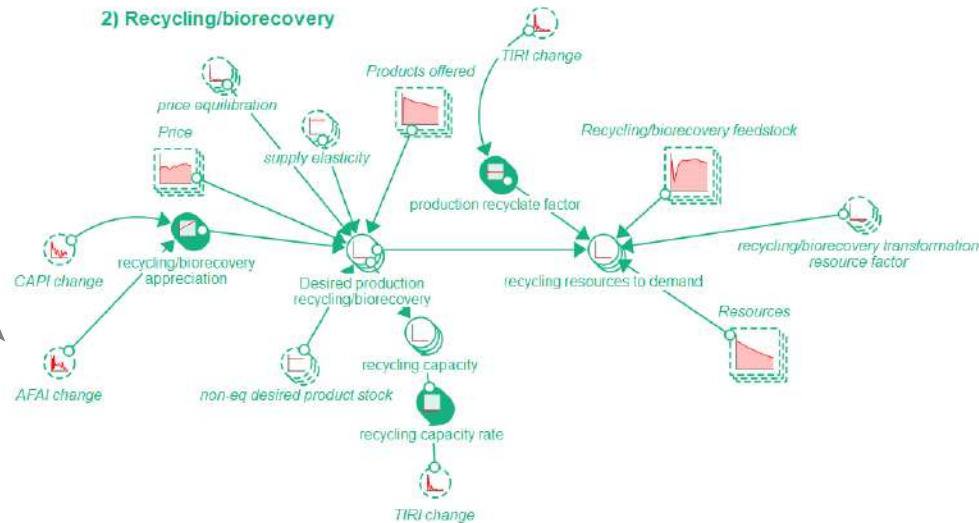 2) Recycling/biorecovery
TIRI change
Products offered
price equilibration
Price
supply elasticity
Recycling/biorecovery feedstock
production recyclate factor
CAPI change
recycling/biorecovery
appreciation
Desired production
recycling/biorecovery
recycling resources to demand
recycling/biorecovery transformation
resource factor
Resources
recycling capacity
AFAI change
non-eq desired product stock
recycling capacity rate
TIRI change